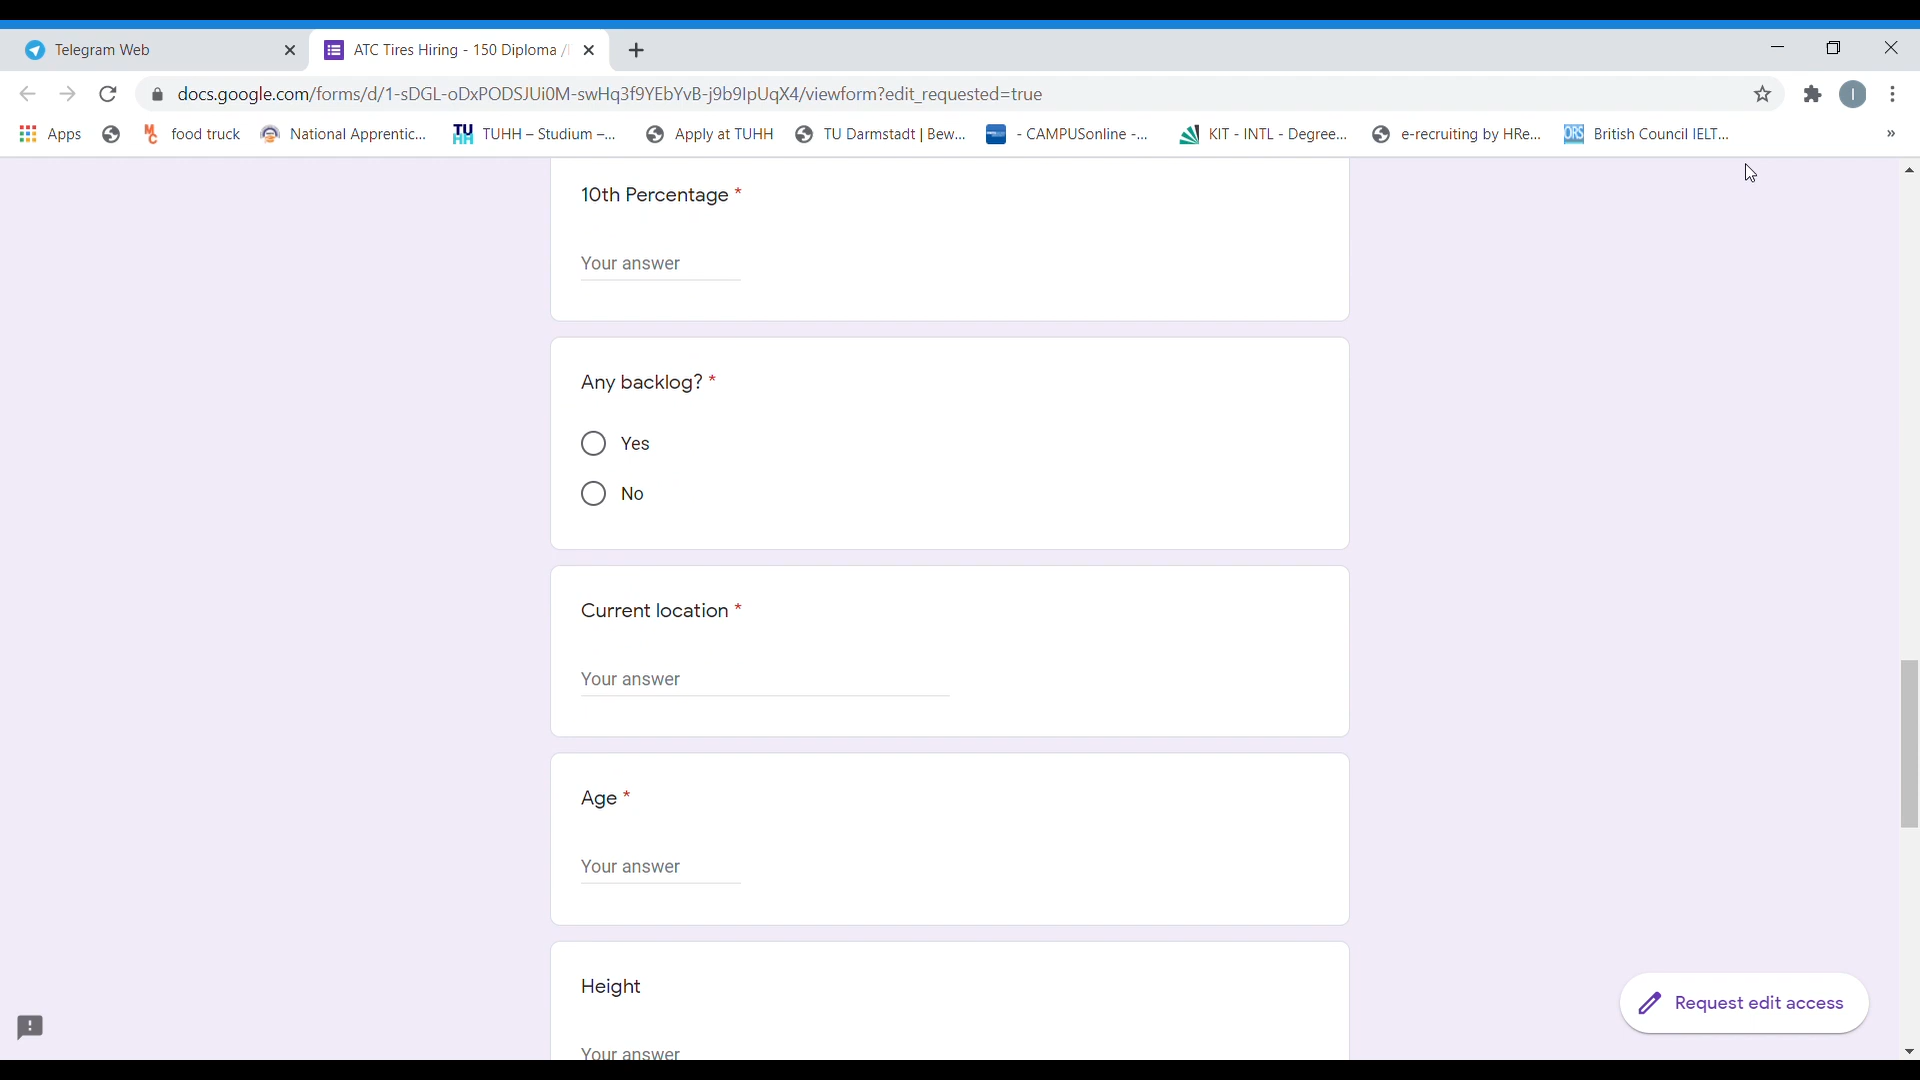 Telegram Web
ATC Tires Hiring - 150 Diploma /
docs.google.com/forms/d/1-sDGL-oDxPODSJUi0M-swHq3f9YEbYvB-j9b9IpUqX4/viewform?edit_requested=true
I
Apps
food truck
National Apprentic...
TUHH – Studium –...
Apply at TUHH
TU Darmstadt | Bew...
- CAMPUSonline -...
KIT - INTL - Degree...
e-recruiting by HRe...
ORS British Council IELT...
»
10th Percentage *
Your answer
Any backlog? *
Yes
No
Current location *
Your answer
Age *
Your answer
Height
Your answer
Request edit access